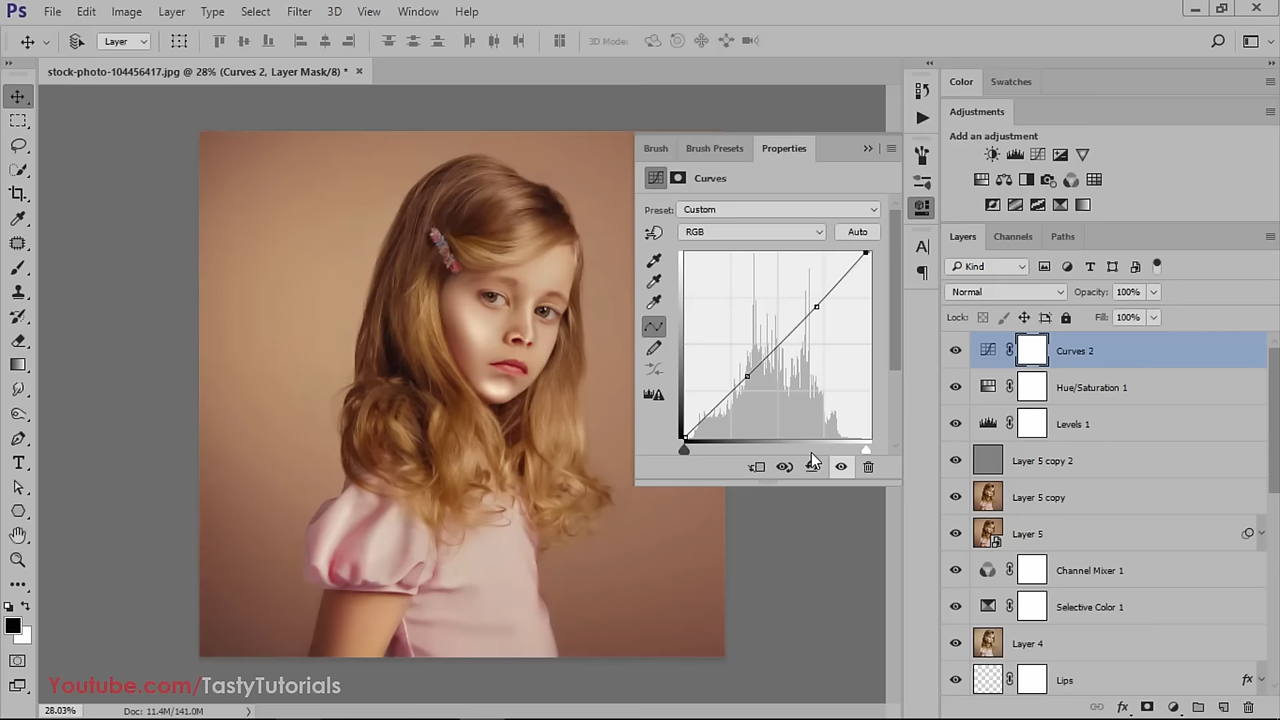 Ps File Edit Image Layer Type Select Filter 3D View Window Help
Layer 3D Mode:
stock-photo-104456417.jpg @ 28% (Curves 2, Layer Mask/8) *
Color Swatches
Adjustments
Add an adjustment
Brush Brush Presets Properties
Curves
Preset: Custom
RGB Auto
Layers Channels Paths
Kind
Normal Opacity: 100%
Lock: Fill: 100%
Curves 2
Hue/Saturation 1
Levels 1
Layer 5 copy 2
Layer 5 copy
Layer 5
Channel Mixer 1
Selective Color 1
Layer 4
Lips fx
Youtube.com/TastyTutorials
28.03% Doc: 11.4M/141.0M
fx